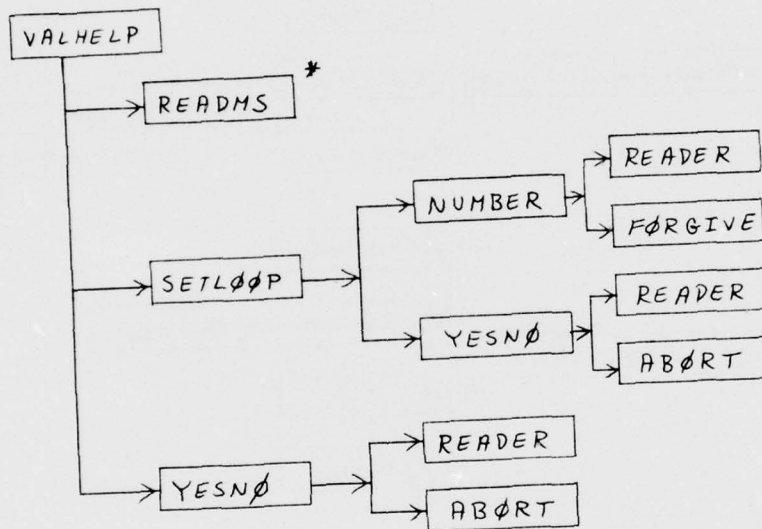 VALHELP
READMS *
READER
NUMBER
FØRGIVE
SETLØØP
READER
YESNØ
ABØRT
READER
YESNØ
ABØRT